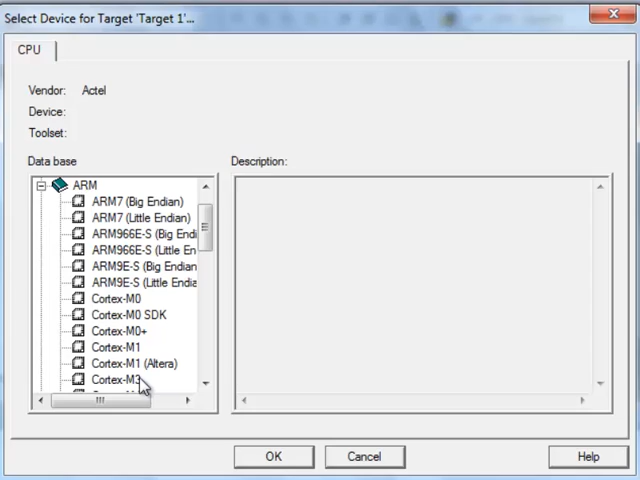 Select Device for Target 'Target 1'...
CPU
Vendor: Actel
Device:
Toolset:
Data base
Description:
ARM
ARM7 (Big Endian)
ARM7 (Little Endian)
ARM966E-S (Big Endi
ARM966E-S (Little En
ARM9E-S (Big Endian
ARM9E-S (Little Endia
Cortex-M0
Cortex-M0 SDK
Cortex-M0+
Cortex-M1
Cortex-M1 (Altera)
Cortex-M3
OK
Cancel
Help